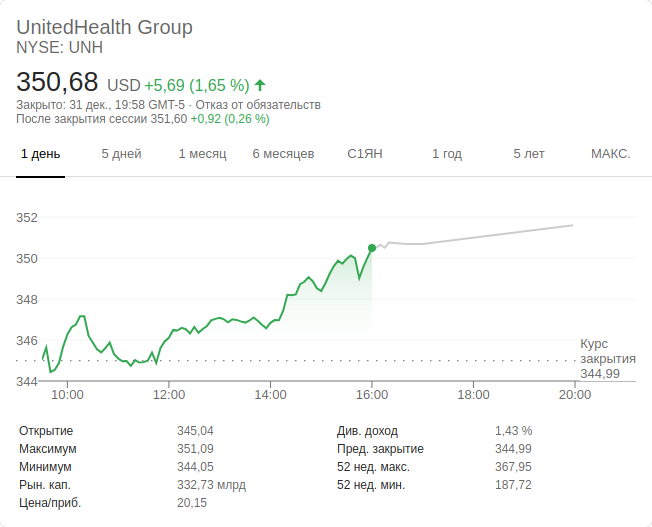 UnitedHealth Group
NYSE: UNH
350,68 USD +5,69 (1,65 %)
Закрыто: 31 дек., 19:58 GMT-5 · Отказ от обязательств
После закрытия сессии 351,60 +0,92 (0,26 %)
1 день 5 дней 1 месяц 6 месяцев С1ЯН 1 год 5 лет МАКС.
352
350
348
346
344
Курс
закрытия
344,99
10:00 12:00 14:00 16:00 18:00 20:00
Открытие 345,04 Див. доход 1,43 %
Максимум 351,09 Пред. закрытие 344,99
Минимум 344,05 52 нед. макс. 367,95
Рын. кап. 332,73 млрд 52 нед. мин. 187,72
Цена/приб. 20,15